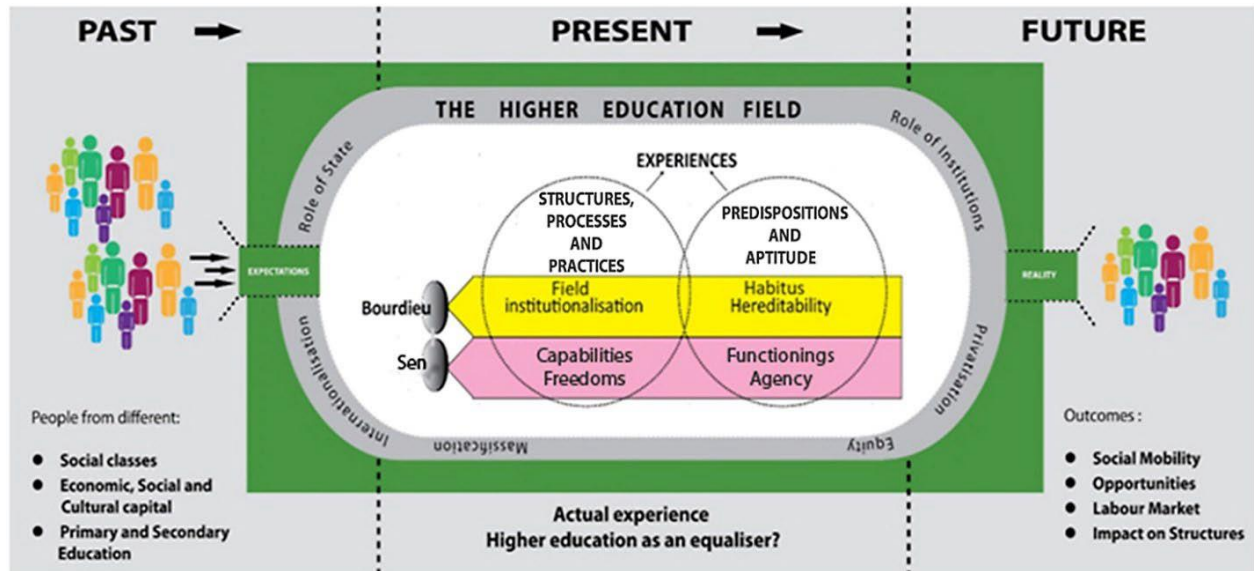 PAST
PRESENT
FUTURE
THE HIGHER EDUCATION FIELD
Role of State
Role of Institutions
EXPERIENCES
STRUCTURES,
PROCESSES
AND
PRACTICES
PREDISPOSITIONS
AND
APTITUDE
EXPECTATIONS
REALITY
Bourdieu
Field
institutionalisation
Habitus
Hereditability
Sen
Capabilities
Freedoms
Functionings
Agency
Internationalisation
Massification
Equity
Privatisation
People from different:
Social classes
Economic, Social and
Cultural capital
Primary and Secondary
Education
Actual experience
Higher education as an equaliser?
Outcomes :
Social Mobility
Opportunities
Labour Market
Impact on Structures